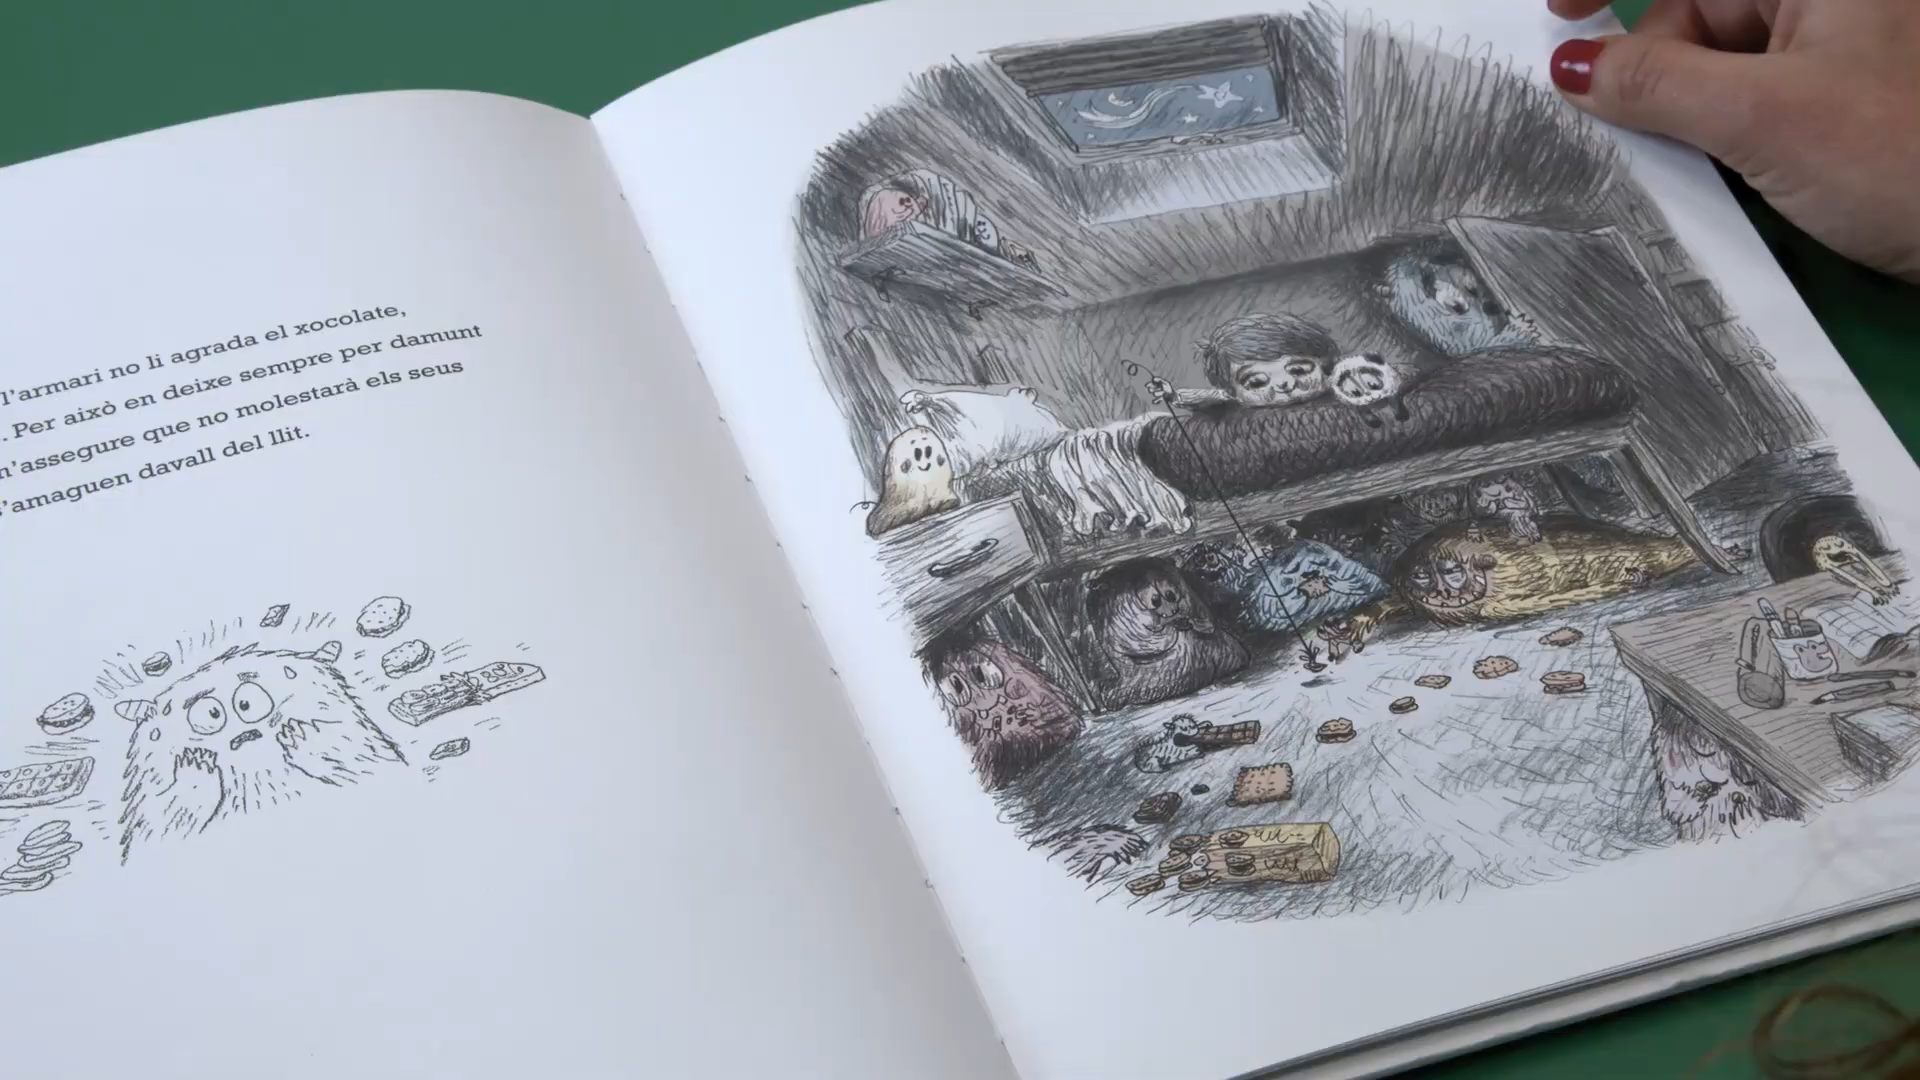 l'armari no li agrada el xocolate,
. Per això en deixe sempre per damunt
m'assegure que no molestarà els seus
s'amaguen davall del llit.